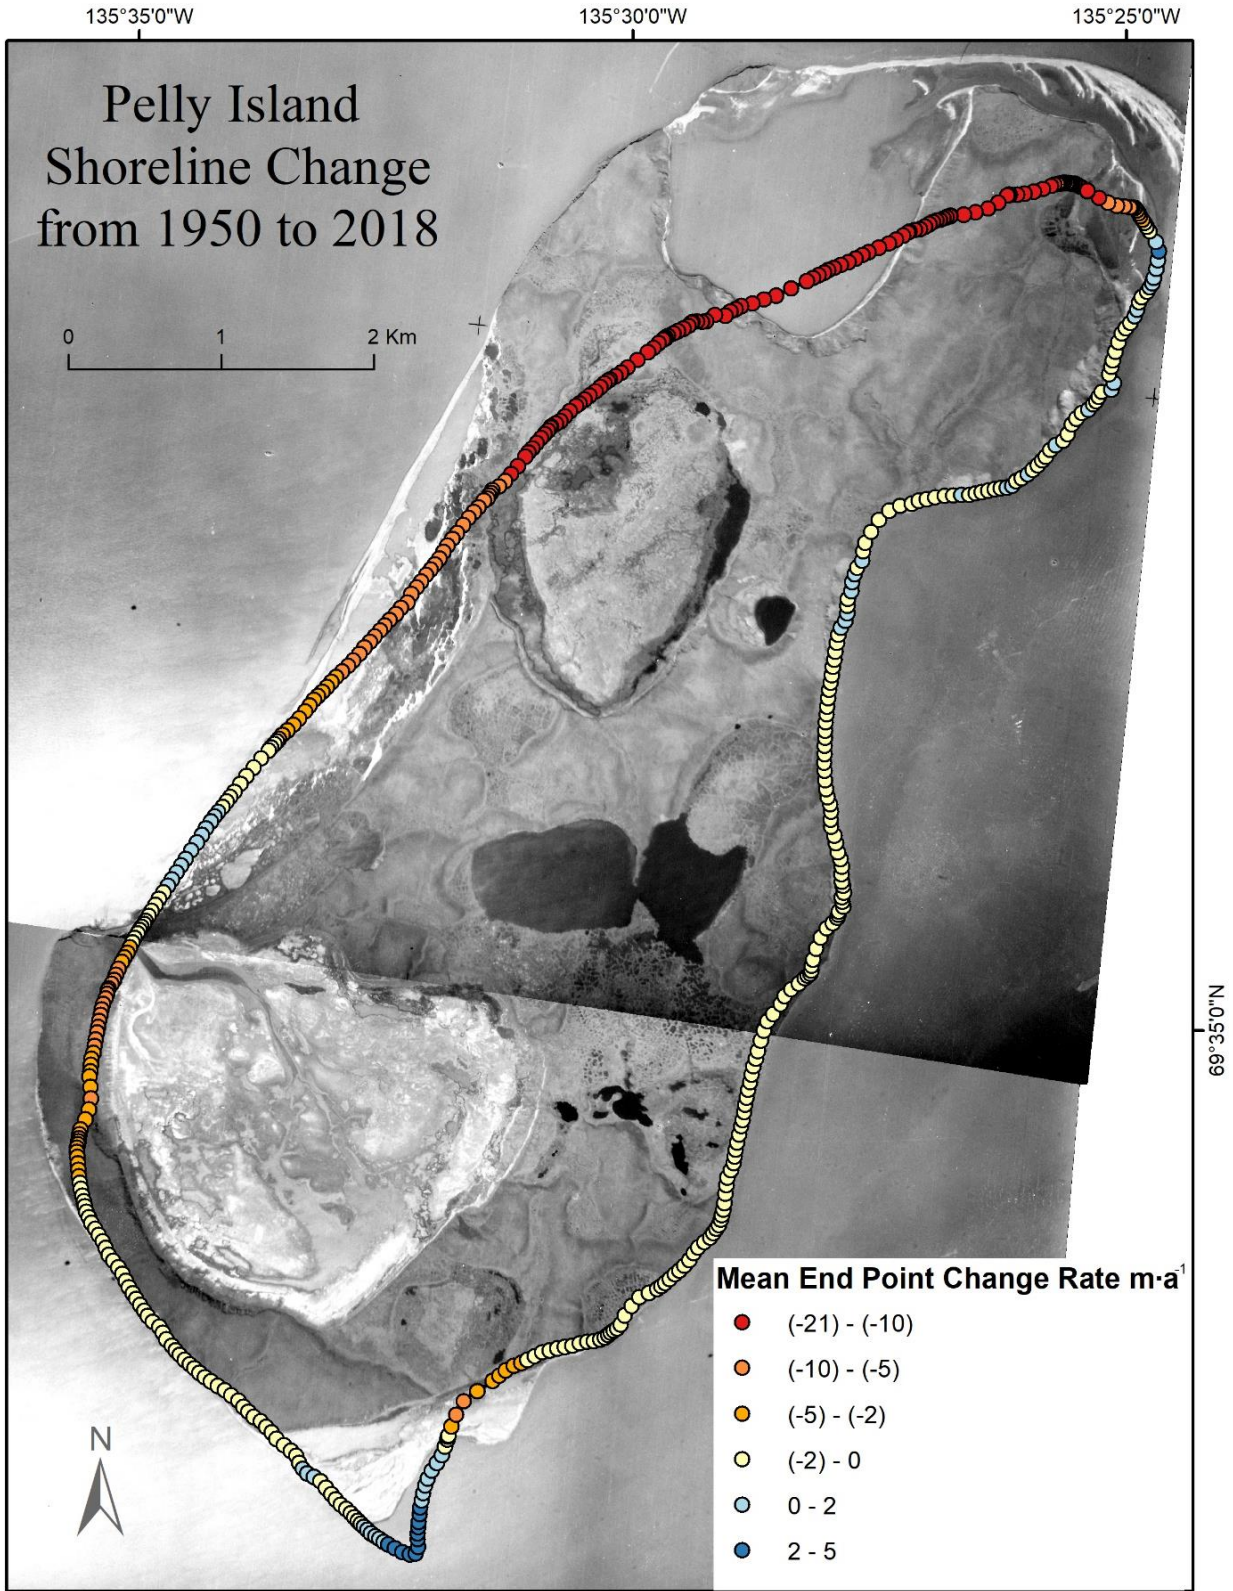 135°35'0"W
135°30'0"W
135°25'0"W
Pelly Island
Shoreline Change
from 1950 to 2018
0 1 2 Km
69°35'0"N
Mean End Point Change Rate m·a⁻¹
(-21) - (-10)
(-10) - (-5)
(-5) - (-2)
(-2) - 0
0 - 2
2 - 5
N